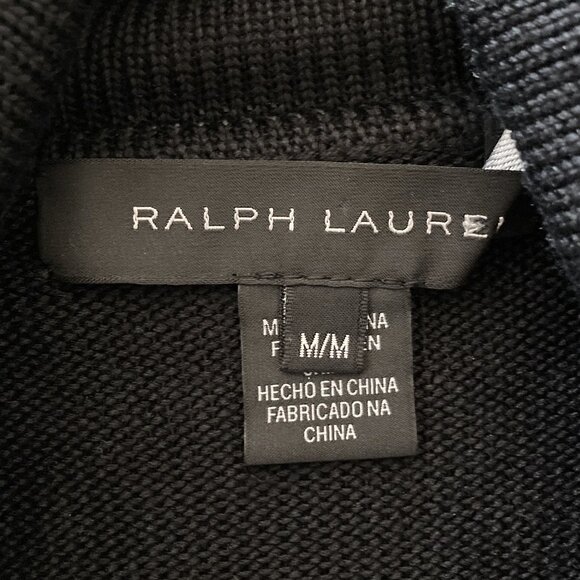 RALPH LAURE
M/M
HECHO EN CHINA
FABRICADO NA
CHINA